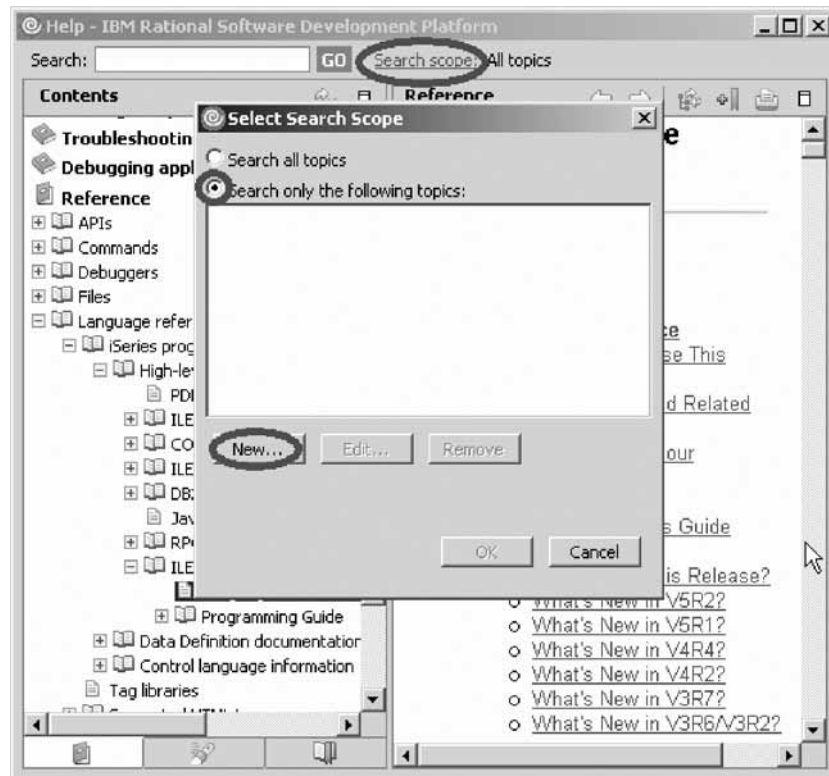 Help - IBM Rational Software Development Platform
Search:
GO
Search scope: All topics
Contents
Reference
Troubleshootin
Debugging appl
Reference
APIs
Commands
Debuggers
Files
Language refer
iSeries prog
High-le
ILE
CO
ILE
Jav
ILE
Programming Guide
Data Definition documentation
Control language information
Tag libraries
Select Search Scope
Search all topics
Search only the following topics:
New...
Edit...
Remove
OK
Cancel
e
se This
d Related
our
s Guide
is Release?
What's New in V5R2?
What's New in V5R1?
What's New in V4R4?
What's New in V4R2?
What's New in V3R7?
What's New in V3R6/V3R2?